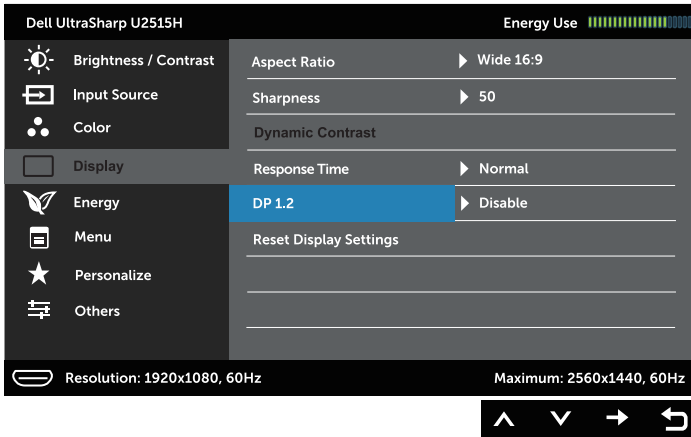 Dell UltraSharp U2515H
Energy Use
Brightness / Contrast
Input Source
Color
Display
Energy
Menu
Personalize
Others
Aspect Ratio
Wide 16:9
Sharpness
50
Dynamic Contrast
Response Time
Normal
DP 1.2
Disable
Reset Display Settings
Resolution: 1920x1080, 60Hz
Maximum: 2560x1440, 60Hz